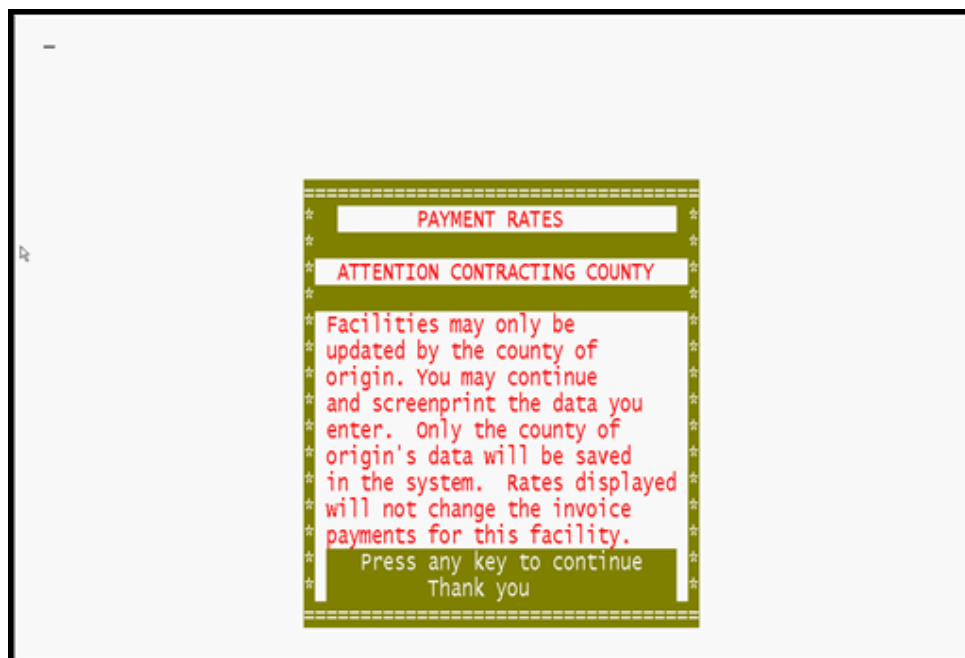 PAYMENT RATES
ATTENTION CONTRACTING COUNTY
Facilities may only be
updated by the county of
origin. You may continue
and screenprint the data you
enter.  Only the county of
origin's data will be saved
in the system.  Rates displayed
will not change the invoice
payments for this facility.
Press any key to continue
Thank you